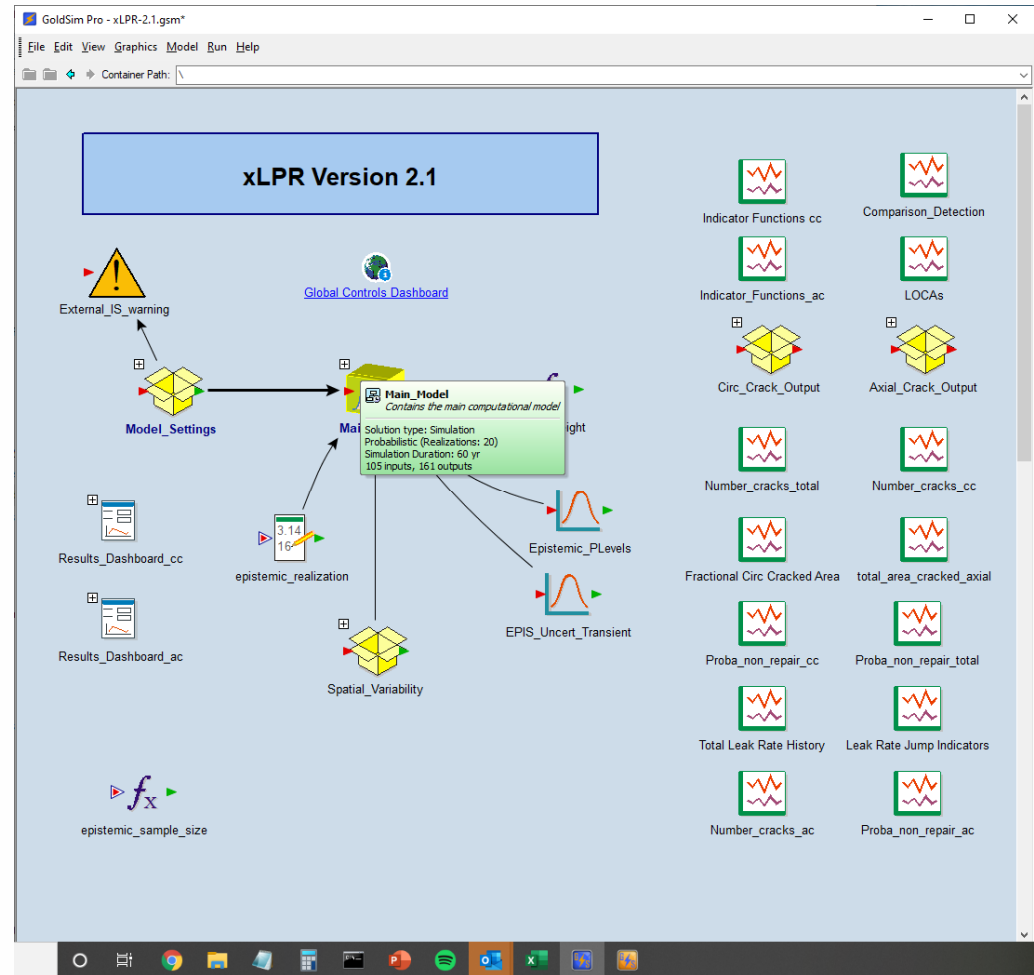 GoldSim Pro - xLPR-2.1.gsm*
File Edit View Graphics Model Run Help
Container Path: \
xLPR Version 2.1
Indicator Functions cc
Comparison_Detection
External_IS_warning
Global Controls Dashboard
Indicator_Functions_ac
LOCAs
Model_Settings
Main_Model
Contains the main computational model
Solution type: Simulation
Probabilistic (Realizations: 20)
Simulation Duration: 60 yr
105 inputs, 161 outputs
Circ_Crack_Output
Axial_Crack_Output
Number_cracks_total
Number_cracks_cc
Results_Dashboard_cc
3.14
16
epistemic_realization
Epistemic_PLevels
Fractional Circ Cracked Area
total_area_cracked_axial
EPIS_Uncert_Transient
Results_Dashboard_ac
Spatial_Variability
Proba_non_repair_cc
Proba_non_repair_total
Total Leak Rate History
Leak Rate Jump Indicators
fx
epistemic_sample_size
Number_cracks_ac
Proba_non_repair_ac